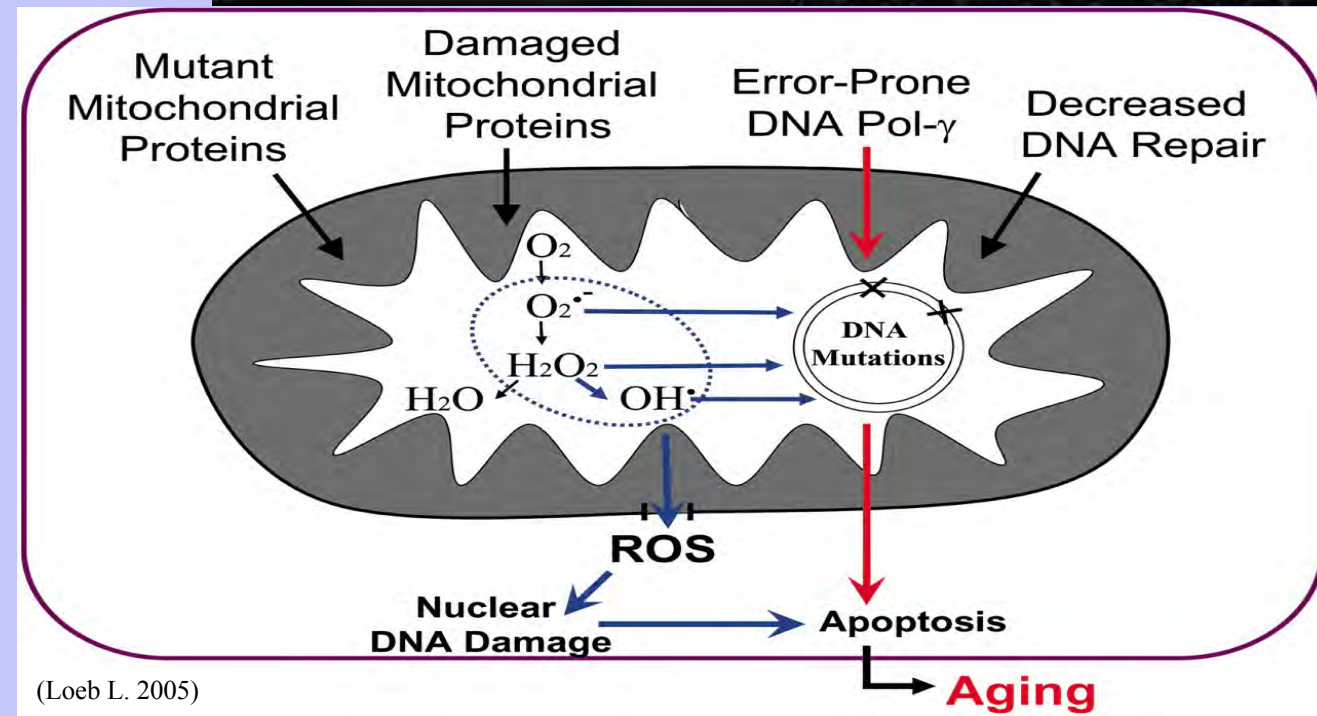 Mutant
Mitochondrial
Proteins
Damaged
Mitochondrial
Proteins
Error-Prone
DNA Pol-γ
Decreased
DNA Repair
O₂
O₂•-
H₂O₂
H₂O
OH•
DNA
Mutations
ROS
Nuclear
DNA Damage
Apoptosis
Aging
(Loeb L. 2005)